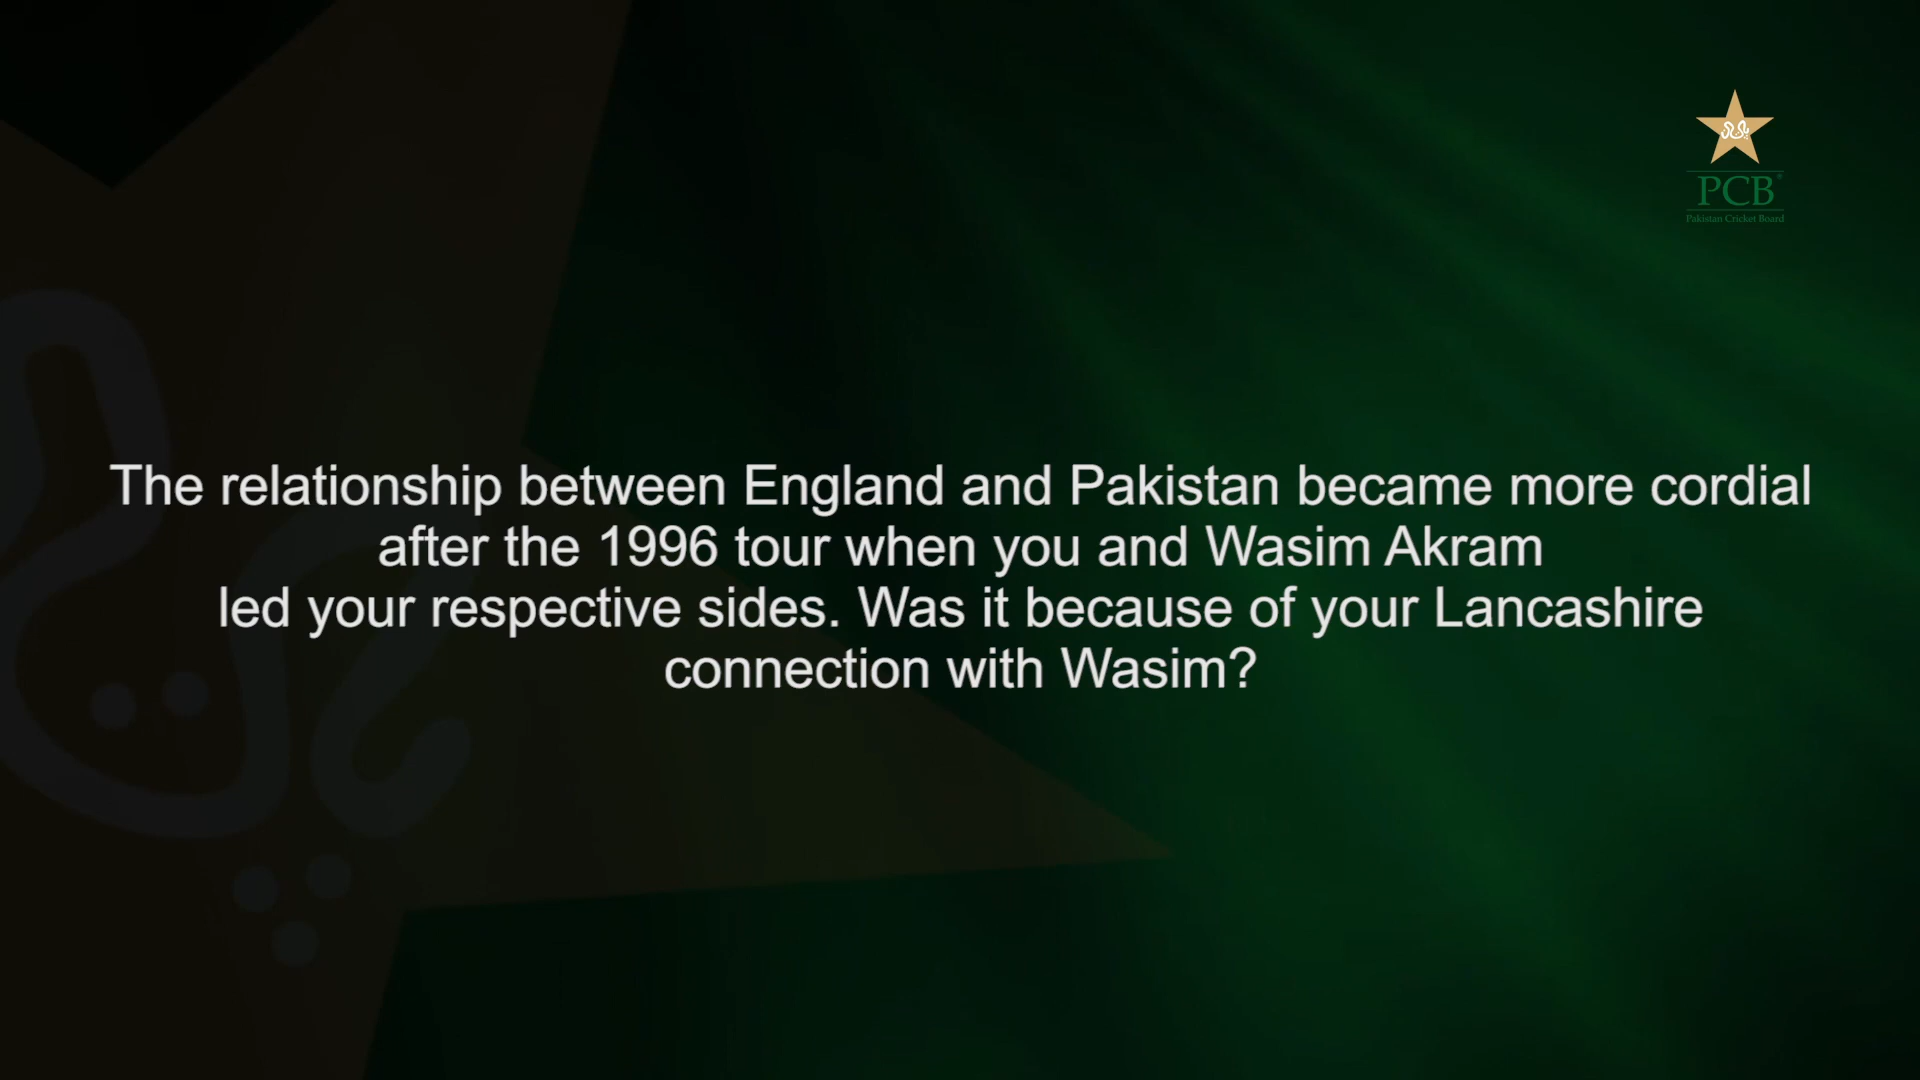 PCB
Pakistan Cricket Board
The relationship between England and Pakistan became more cordial
after the 1996 tour when you and Wasim Akram
led your respective sides. Was it because of your Lancashire
connection with Wasim?